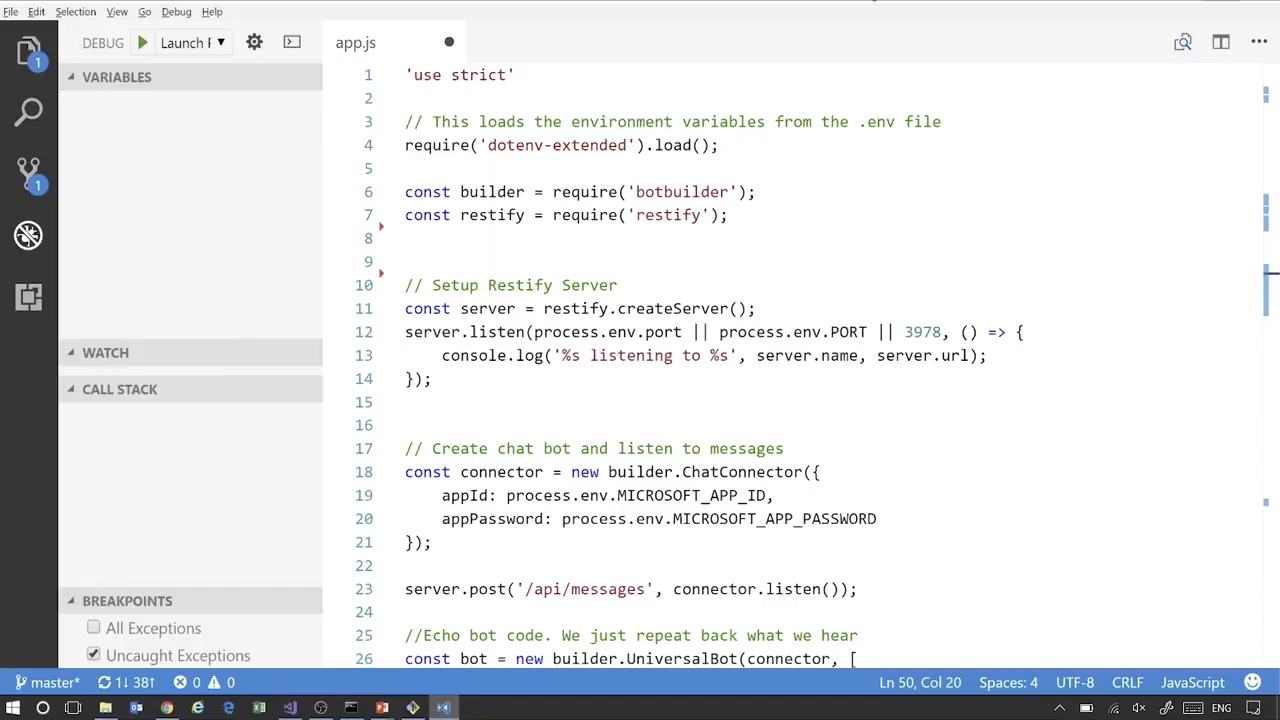 File Edit Selection View Go Debug Help
DEBUG Launch F
app.js
1
1
VARIABLES
WATCH
CALL STACK
BREAKPOINTS
All Exceptions
Uncaught Exceptions
1 'use strict'
2
3 // This loads the environment variables from the .env file
4 require('dotenv-extended').load();
5
6 const builder = require('botbuilder');
7 const restify = require('restify');
8
9
10 // Setup Restify Server
11 const server = restify.createServer();
12 server.listen(process.env.port || process.env.PORT || 3978, () => {
13 console.log('%s listening to %s', server.name, server.url);
14 });
15
16
17 // Create chat bot and listen to messages
18 const connector = new builder.ChatConnector({
19 appId: process.env.MICROSOFT_APP_ID,
20 appPassword: process.env.MICROSOFT_APP_PASSWORD
21 });
22
23 server.post('/api/messages', connector.listen());
24
25 //Echo bot code. We just repeat back what we hear
26 const bot = new builder.UniversalBot(connector, [
master* 1↓ 38↑ 0 0 Ln 50, Col 20 Spaces: 4 UTF-8 CRLF JavaScript
ENG